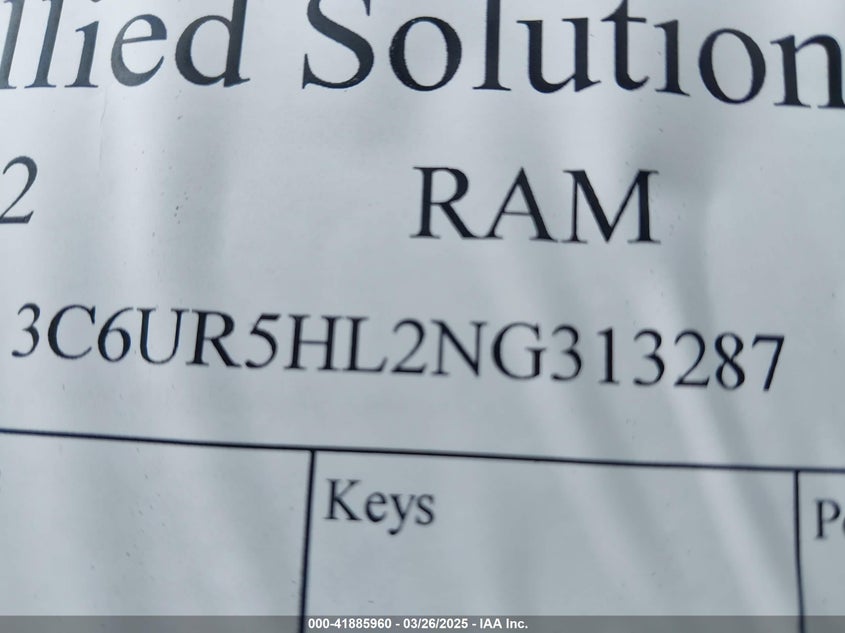 llied Solution
2 RAM
3C6UR5HL2NG313287
Keys
P
000-41885960 - 03/26/2025 - IAA Inc.